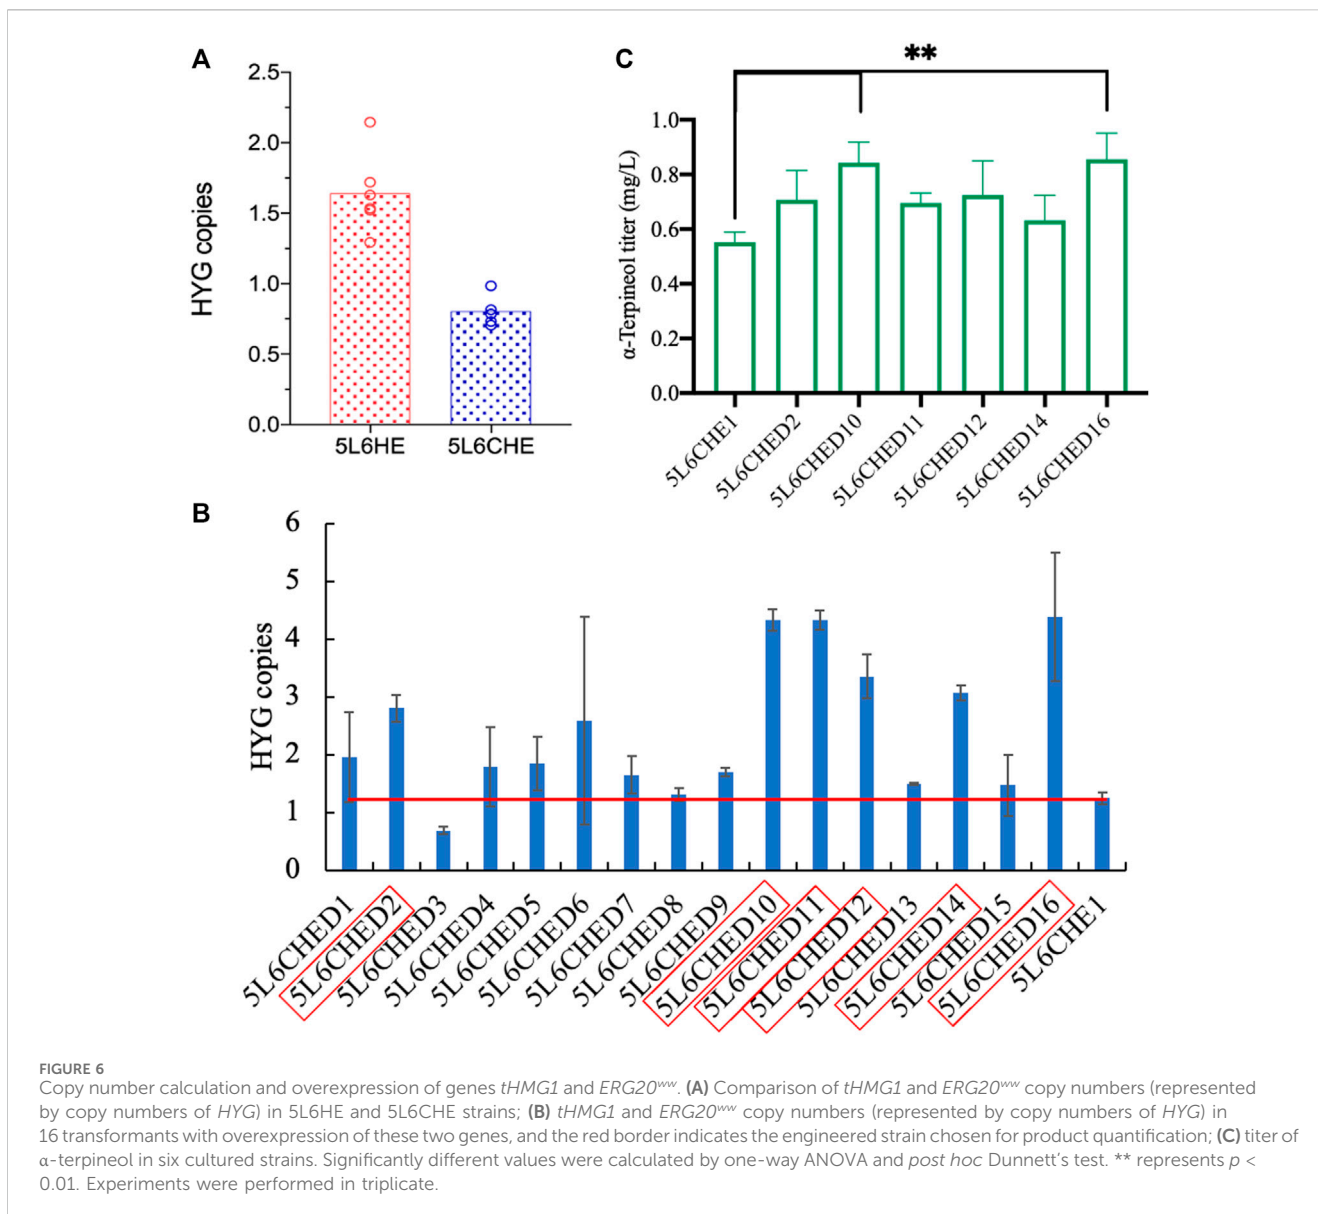 A
2.5
2.0
1.5
1.0
0.5
0.0
HYG copies
5L6HE
5L6CHE
C
**
1.0
0.8
0.6
0.4
0.2
0.0
α-Terpineol titer (mg/L)
5L6CHE1
5L6CHED2
5L6CHED10
5L6CHED11
5L6CHED12
5L6CHED14
5L6CHED16
B
6
5
4
3
2
1
0
HYG copies
5L6CHED1
5L6CHED2
5L6CHED3
5L6CHED4
5L6CHED5
5L6CHED6
5L6CHED7
5L6CHED8
5L6CHED9
5L6CHED10
5L6CHED11
5L6CHED12
5L6CHED13
5L6CHED14
5L6CHED15
5L6CHED16
5L6CHE1
FIGURE 6
Copy number calculation and overexpression of genes tHMG1 and ERG20ww. (A) Comparison of tHMG1 and ERG20ww copy numbers (represented
by copy numbers of HYG) in 5L6HE and 5L6CHE strains; (B) tHMG1 and ERG20ww copy numbers (represented by copy numbers of HYG) in
16 transformants with overexpression of these two genes, and the red border indicates the engineered strain chosen for product quantification; (C) titer of
α-terpineol in six cultured strains. Significantly different values were calculated by one-way ANOVA and post hoc Dunnett's test. ** represents p <
0.01. Experiments were performed in triplicate.